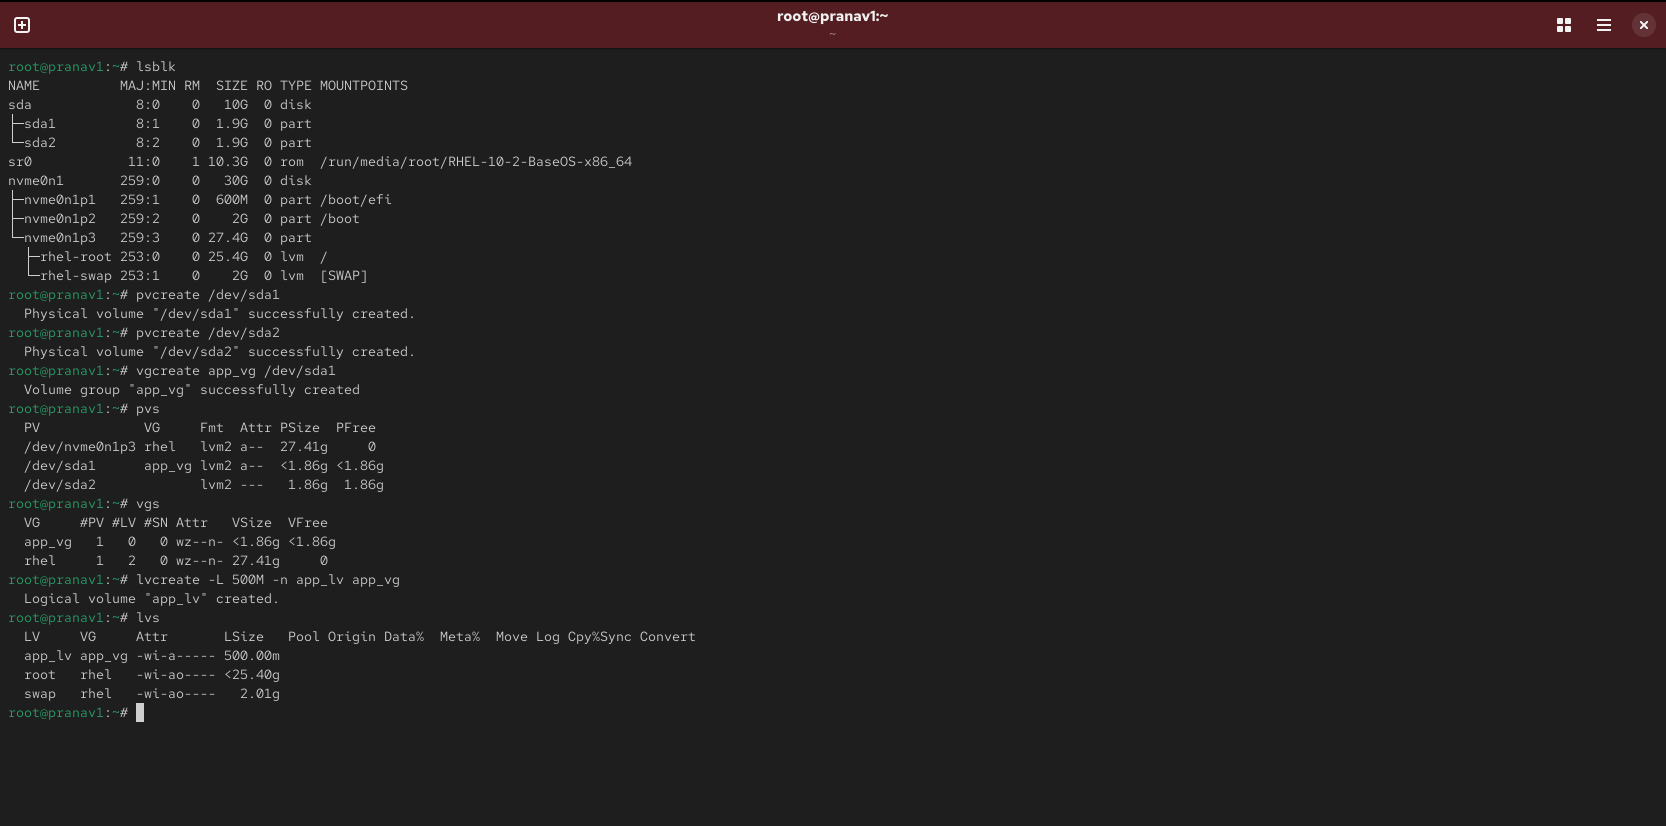 root@pranav1:~
~
root@pranav1:~# lsblk
NAME          MAJ:MIN RM  SIZE RO TYPE MOUNTPOINTS
sda             8:0    0   10G  0 disk
├─sda1          8:1    0  1.9G  0 part
└─sda2          8:2    0  1.9G  0 part
sr0            11:0    1 10.3G  0 rom  /run/media/root/RHEL-10-2-BaseOS-x86_64
nvme0n1       259:0    0   30G  0 disk
├─nvme0n1p1   259:1    0  600M  0 part /boot/efi
├─nvme0n1p2   259:2    0    2G  0 part /boot
└─nvme0n1p3   259:3    0 27.4G  0 part
  ├─rhel-root 253:0    0 25.4G  0 lvm  /
  └─rhel-swap 253:1    0    2G  0 lvm  [SWAP]
root@pranav1:~# pvcreate /dev/sda1
  Physical volume "/dev/sda1" successfully created.
root@pranav1:~# pvcreate /dev/sda2
  Physical volume "/dev/sda2" successfully created.
root@pranav1:~# vgcreate app_vg /dev/sda1
  Volume group "app_vg" successfully created
root@pranav1:~# pvs
  PV             VG     Fmt  Attr PSize  PFree
  /dev/nvme0n1p3 rhel   lvm2 a--  27.41g     0
  /dev/sda1      app_vg lvm2 a--  <1.86g <1.86g
  /dev/sda2             lvm2 ---   1.86g  1.86g
root@pranav1:~# vgs
  VG     #PV #LV #SN Attr   VSize  VFree
  app_vg   1   0   0 wz--n- <1.86g <1.86g
  rhel     1   2   0 wz--n- 27.41g     0
root@pranav1:~# lvcreate -L 500M -n app_lv app_vg
  Logical volume "app_lv" created.
root@pranav1:~# lvs
  LV     VG     Attr       LSize   Pool Origin Data%  Meta%  Move Log Cpy%Sync Convert
  app_lv app_vg -wi-a----- 500.00m
  root   rhel   -wi-ao---- <25.40g
  swap   rhel   -wi-ao----   2.01g
root@pranav1:~#